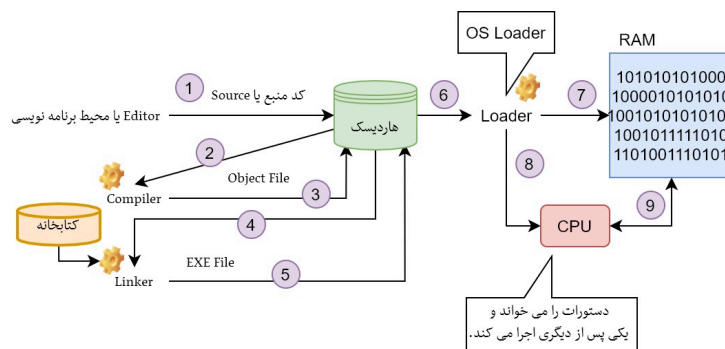 OS Loader
RAM
101010101000
10000101010
100101010101
100101111101
110100111010
1
کد منبع یا Source
Editor یا محیط برنامه نویسی
هاردیسک
6
Loader
7
2
8
Compiler
Object File
3
کتابخانه
4
CPU
9
Linker
EXE File
5
دستورات را می خواند و
یکی پس از دیگری اجرا می کند.